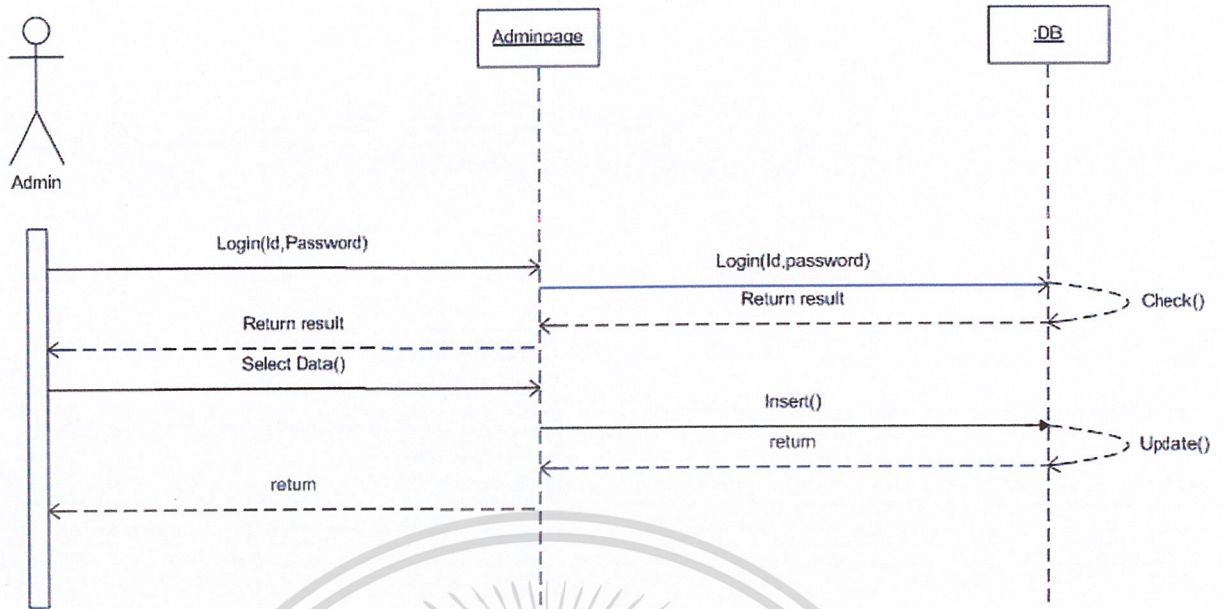 Adminpage
:DB
Admin
Login(Id,Password)
Login(Id,password)
Return result
Check()
Return result
Select Data()
Insert()
return
Update()
return